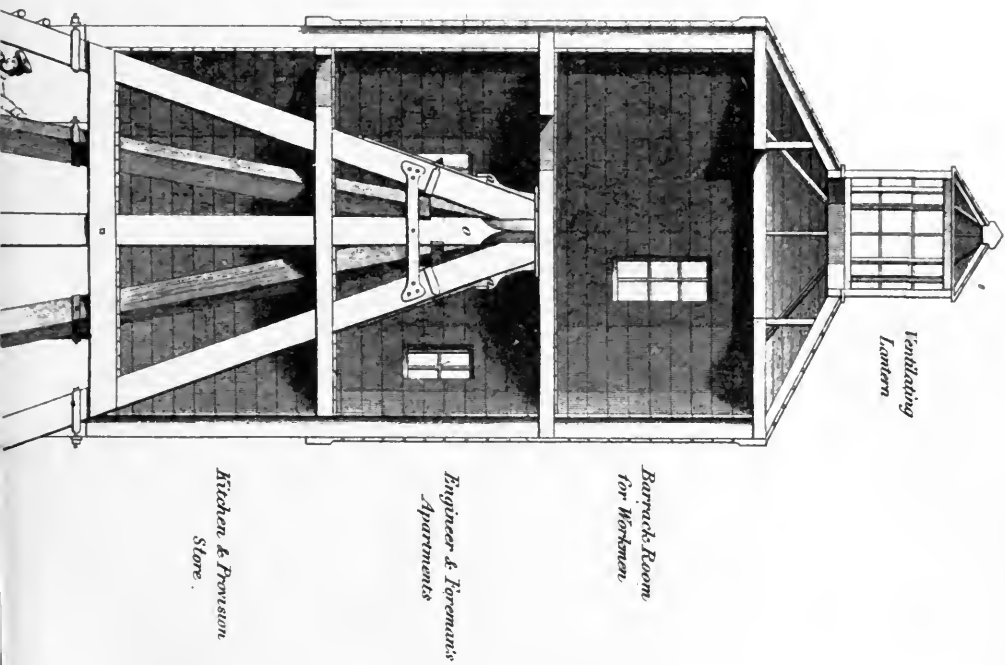 Ventilating
Lantern
Barrack Room
for Workmen
Engineer & Foreman's
Apartments
Kitchen & Provision
Store.